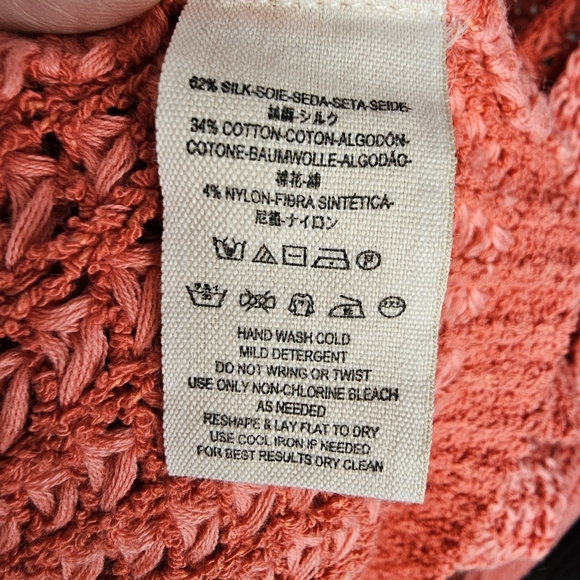 62% SILK-SOIE-SEDA-SETA-SEIDE-
絲綢-シルク
34% COTTON-COTON-ALGODÓN-
COTONE-BAUMWOLLE-ALGODÃO-
棉花-綿
4% NYLON-FIBRA SINTÉTICA-
尼龍-ナイロン
HAND WASH COLD
MILD DETERGENT
DO NOT WRING OR TWIST
USE ONLY NON-CHLORINE BLEACH
AS NEEDED
RESHAPE & LAY FLAT TO DRY
USE COOL IRON IF NEEDED
FOR BEST RESULTS DRY CLEAN